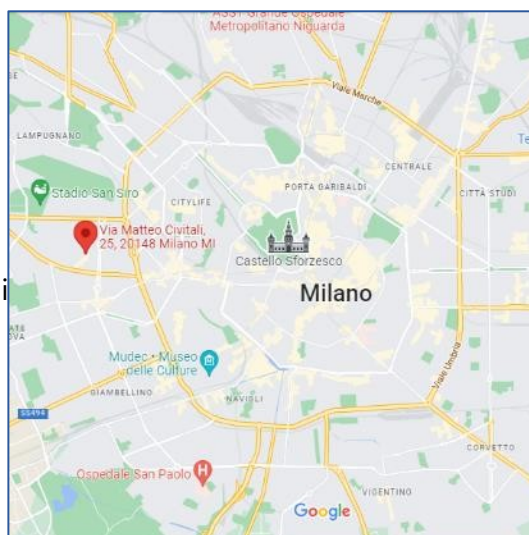 ASST Grande Ospedale
Metropolitano Niguarda
Viale Marche
LAMPUGNANO
CENTRALE
Stadio San Siro
PORTA GARIBALDI
CITTÀ STUDI
CITYLIFE
Via Matteo Civitali,
25, 20148 Milano MI
Castello Sforzesco
i
Milano
Mudec • Museo
delle Culture
Viale Umbria
GIAMBELLINO
NAVIGLI
SS494
CORVETTO
Ospedale San Paolo
H
VIGENTINO
Google